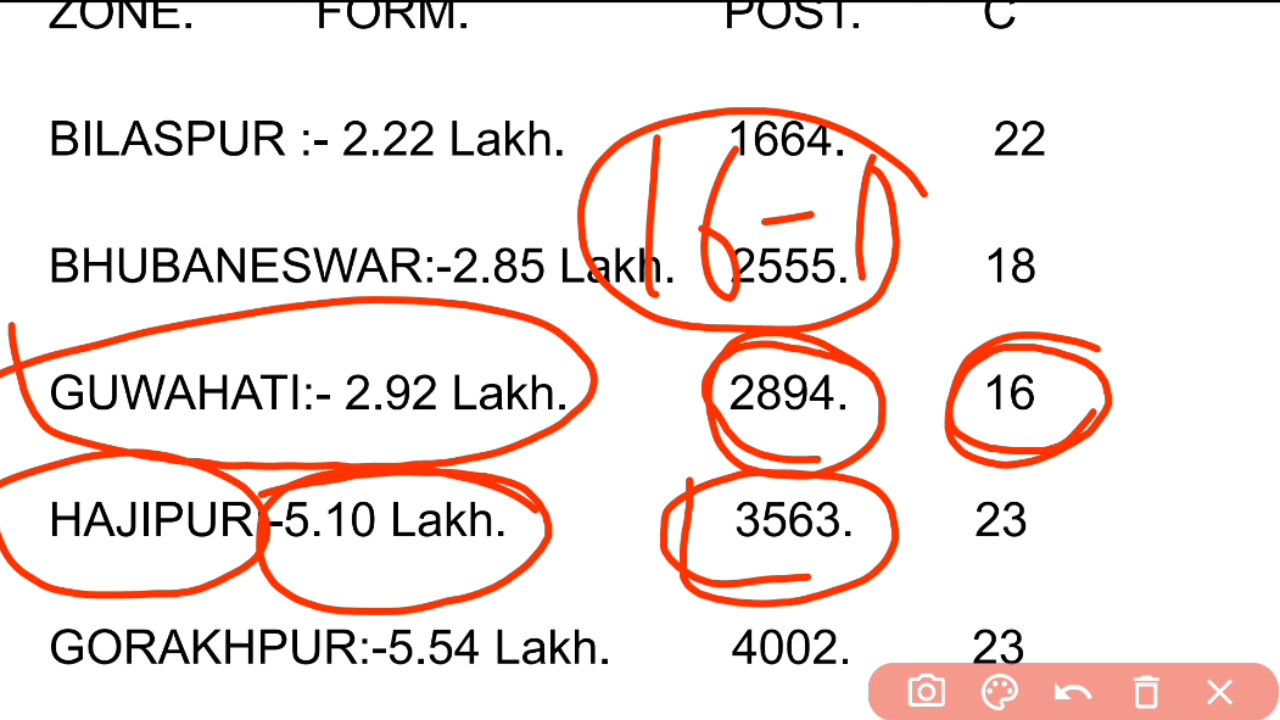 ZONE. FORM. POST. C
BILASPUR :- 2.22 Lakh. 1664. 22
16-1
BHUBANESWAR:-2.85 Lakh. 2555. 18
GUWAHATI:- 2.92 Lakh. 2894. 16
HAJIPUR:-5.10 Lakh. 3563. 23
GORAKHPUR:-5.54 Lakh. 4002. 23